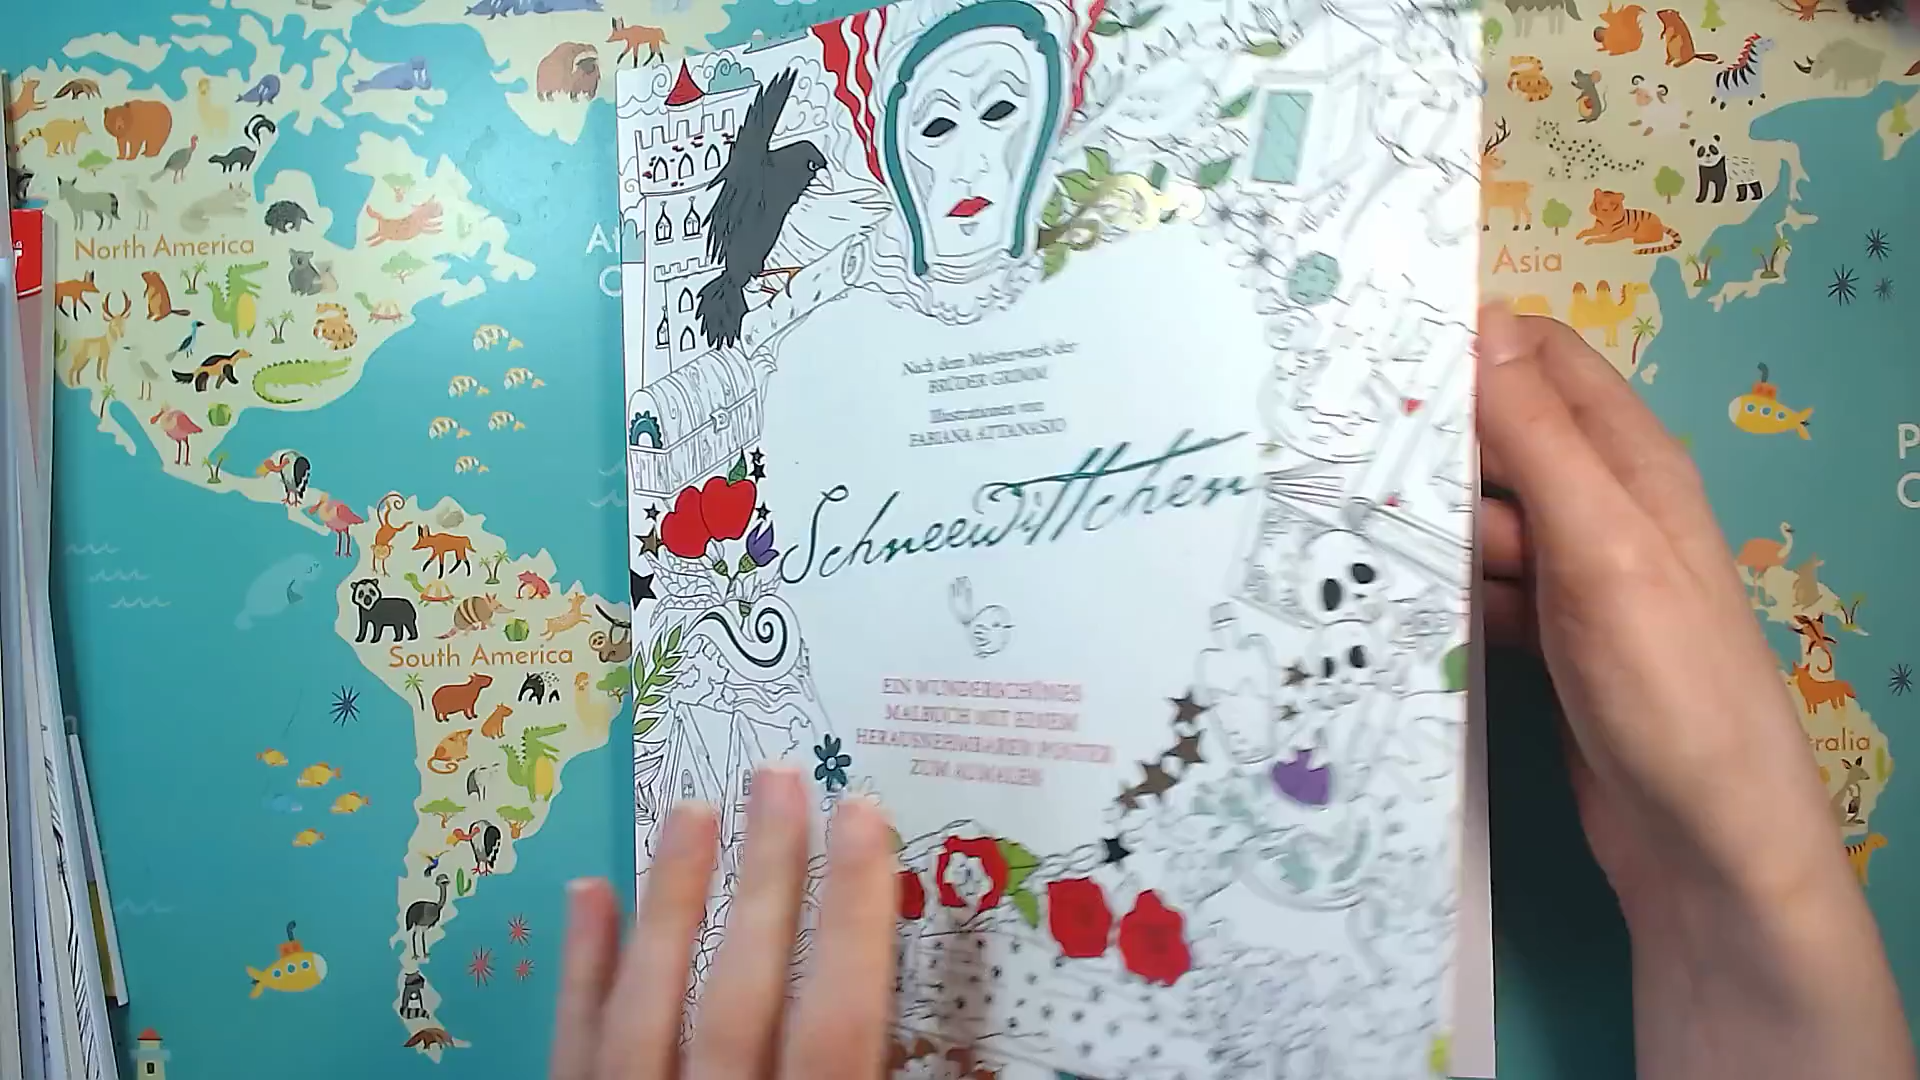 North America
South America
Asia
Nach dem Meisterwerk der
BRÜDER GRIMM
Illustrationen von
FABIANA ATTANASIO
Schneewittchen
EIN WUNDERSCHÖNES
MALBUCH MIT EINEM
HERAUSNEHMBAREN POSTER
ZUM AUSMALEN